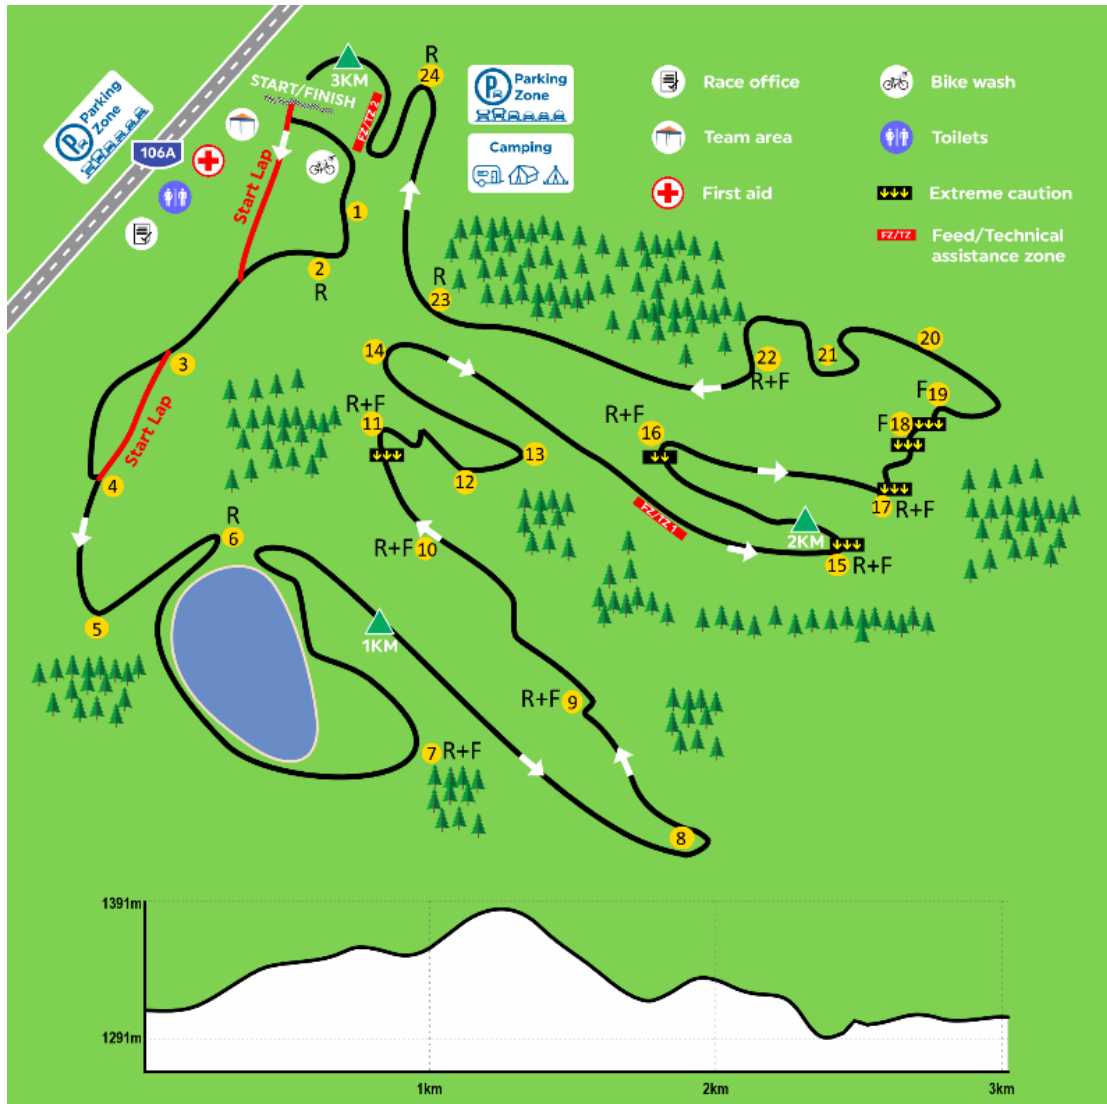 R
24
3KM
START/FINISH
FZ/TZ 2
Parking
Zone
106A
Start Lap
Parking
Zone
Camping
Race office
Bike wash
Team area
Toilets
First aid
Extreme caution
FZ/TZ
Feed/Technical
assistance zone
1
2
R
R
23
3
Start Lap
4
14
R+F
11
12
13
R+F
16
22
R+F
21
20
F 19
F 18
17 R+F
FZ/TZ 1
2KM
15 R+F
R
6
R+F 10
5
1KM
R+F 9
7 R+F
8
1391m
1291m
1km
2km
3km